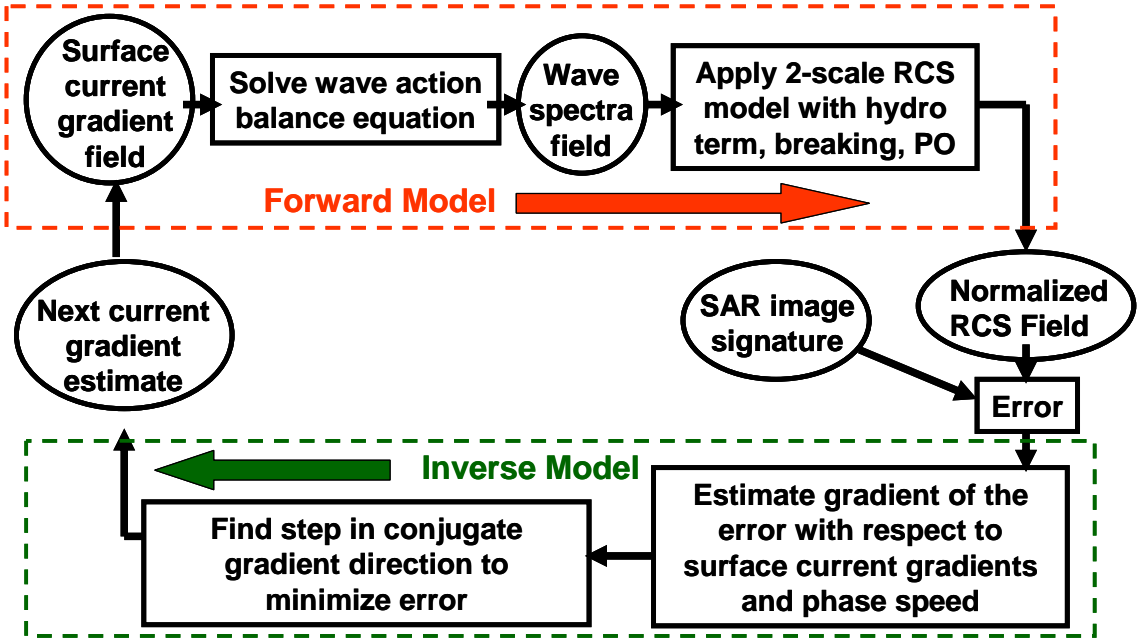 Surface
current
gradient
field
Solve wave action
balance equation
Wave
spectra
field
Apply 2-scale RCS
model with hydro
term, breaking, PO
Forward Model
Next current
gradient
estimate
SAR image
signature
Normalized
RCS Field
Error
Inverse Model
Find step in conjugate
gradient direction to
minimize error
Estimate gradient of the
error with respect to
surface current gradients
and phase speed